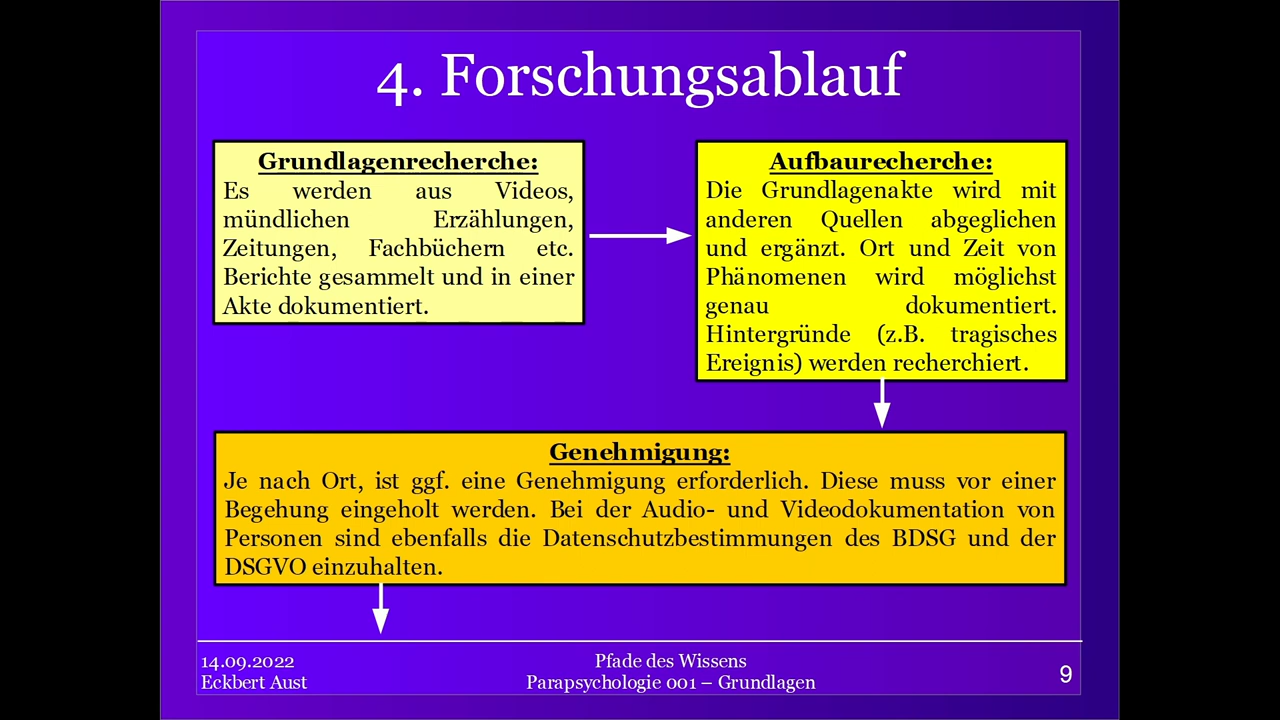 4. Forschungsablauf
Grundlagenrecherche:
Es werden aus Videos,
mündlichen Erzählungen,
Zeitungen, Fachbüchern etc.
Berichte gesammelt und in einer
Akte dokumentiert.
Aufbaurecherche:
Die Grundlagenakte wird mit
anderen Quellen abgeglichen
und ergänzt. Ort und Zeit von
Phänomenen wird möglichst
genau dokumentiert.
Hintergründe (z.B. tragisches
Ereignis) werden recherchiert.
Genehmigung:
Je nach Ort, ist ggf. eine Genehmigung erforderlich. Diese muss vor einer
Begehung eingeholt werden. Bei der Audio- und Videodokumentation von
Personen sind ebenfalls die Datenschutzbestimmungen des BDSG und der
DSGVO einzuhalten.
14.09.2022
Eckbert Aust
Pfade des Wissens
Parapsychologie 001 – Grundlagen
9